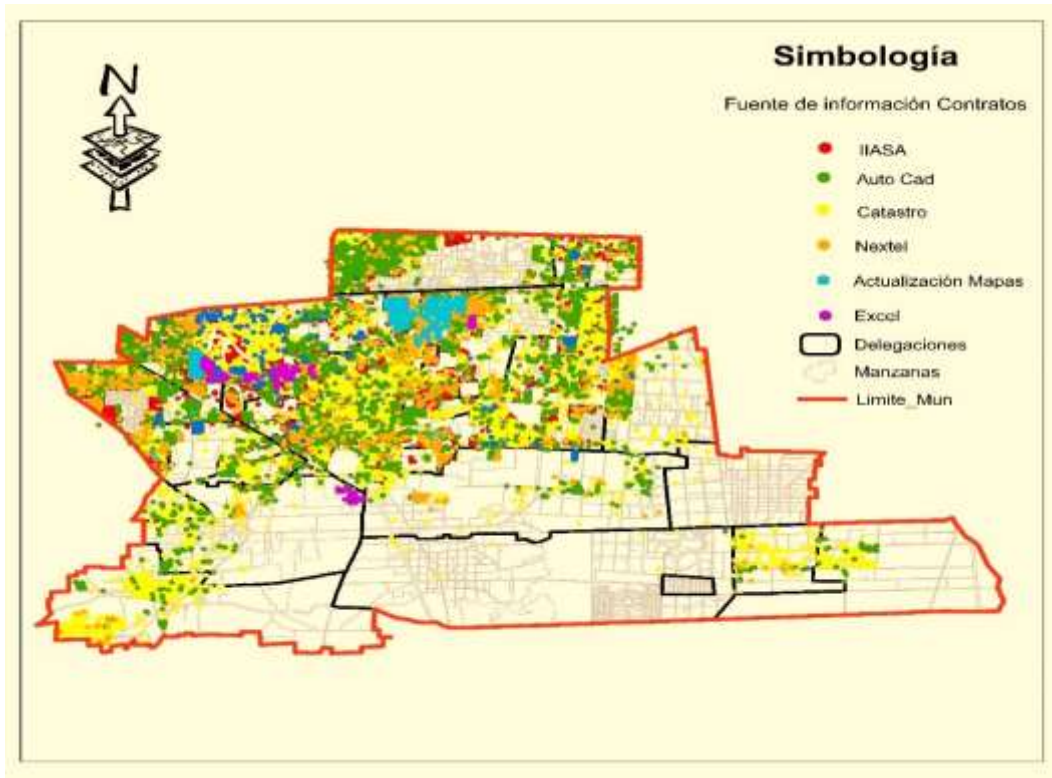 N
Simbología
Fuente de información Contratos
IIASA
Auto Cad
Catastro
Nextel
Actualización Mapas
Excel
Delegaciones
Manzanas
Limite_Mun